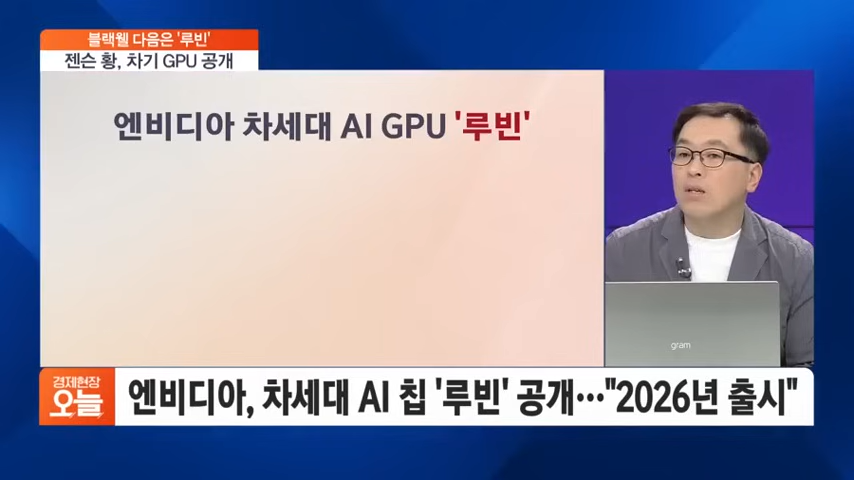 블랙웰 다음은 '루빈'
젠슨 황, 차기 GPU 공개
엔비디아 차세대 AI GPU '루빈'
gram
경제현장
오늘
엔비디아, 차세대 AI 칩 '루빈' 공개…"2026년 출시"